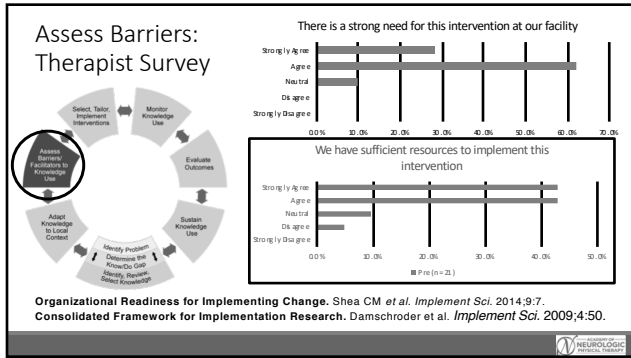 Assess Barriers:
Therapist Survey
Select, Tailor,
Implement
Interventions
Monitor
Knowledge
Use
Assess
Barriers/
Facilitators to
Knowledge
Use
Evaluate
Outcomes
Adapt
Knowledge
to Local
Context
Sustain
Knowledge
Use
Identify Problem
Determine the
Know/Do Gap
Identify, Review,
Select Knowledge
There is a strong need for this intervention at our facility
Strongly Agree
Agree
Neutral
Disagree
Strongly Disagree
0.0% 10.0% 20.0% 30.0% 40.0% 50.0% 60.0% 70.0%
We have sufficient resources to implement this
intervention
Strongly Agree
Agree
Neutral
Disagree
Strongly Disagree
0.0% 10.0% 20.0% 30.0% 40.0% 50.0%
Pre (n=21)
Organizational Readiness for Implementing Change. Shea CM et al. Implement Sci. 2014;9:7.
Consolidated Framework for Implementation Research. Damschroder et al. Implement Sci. 2009;4:50.
ACADEMY OF
NEUROLOGIC
PHYSICAL THERAPY